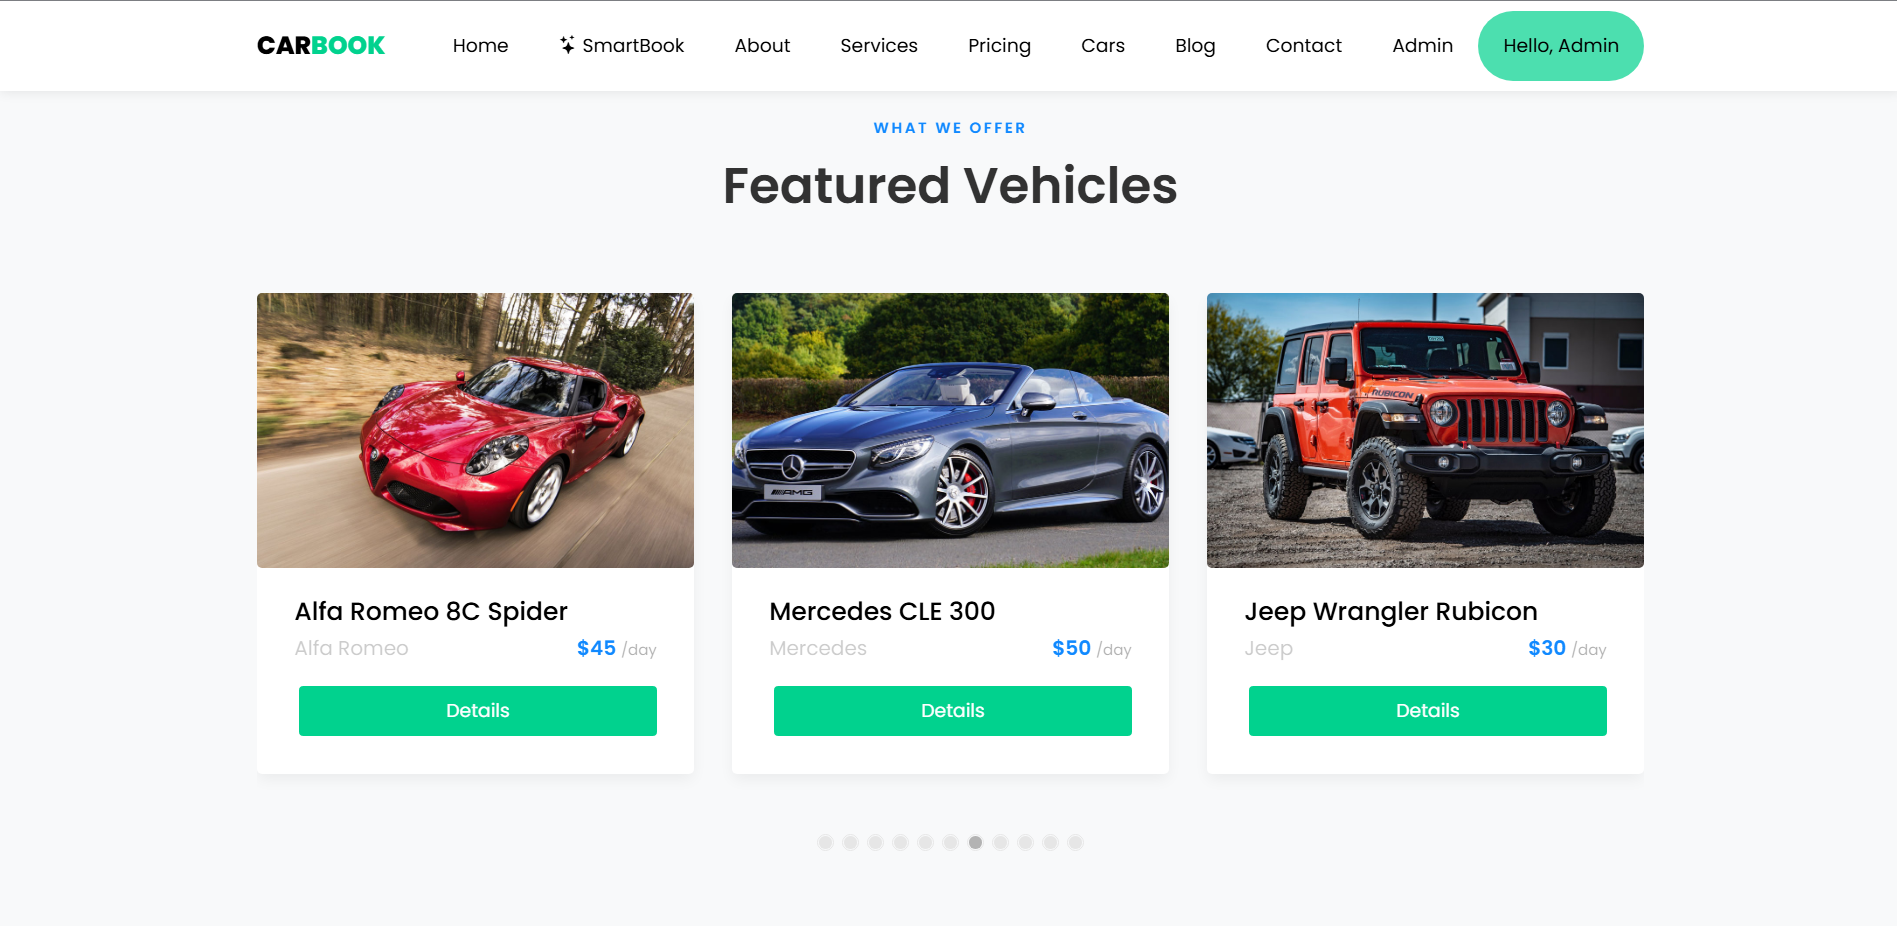 CARBOOK Home SmartBook About Services Pricing Cars Blog Contact Admin Hello, Admin
WHAT WE OFFER
Featured Vehicles
AMG
RUBICON
Alfa Romeo 8C Spider
Alfa Romeo $45 /day
Details
Mercedes CLE 300
Mercedes $50 /day
Details
Jeep Wrangler Rubicon
Jeep $30 /day
Details